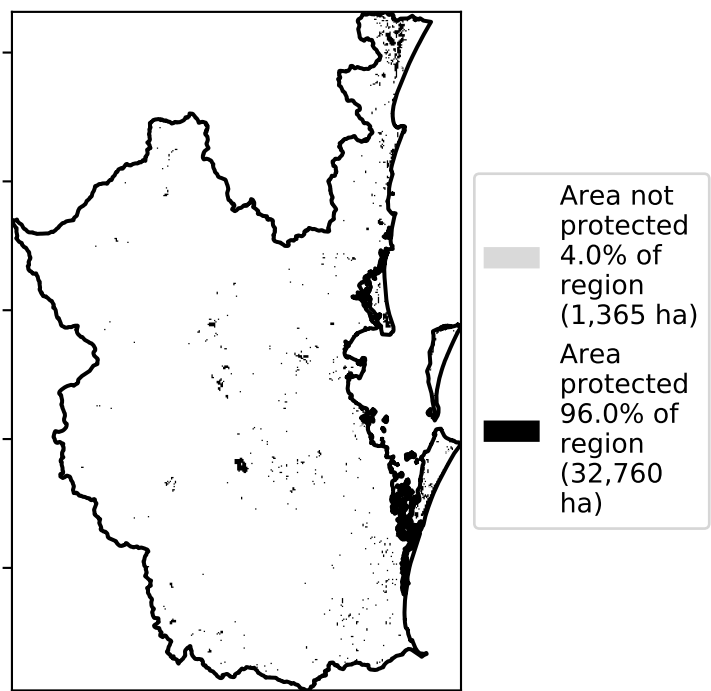 Area not
protected
4.0% of
region
(1,365 ha)
Area
protected
96.0% of
region
(32,760
ha)